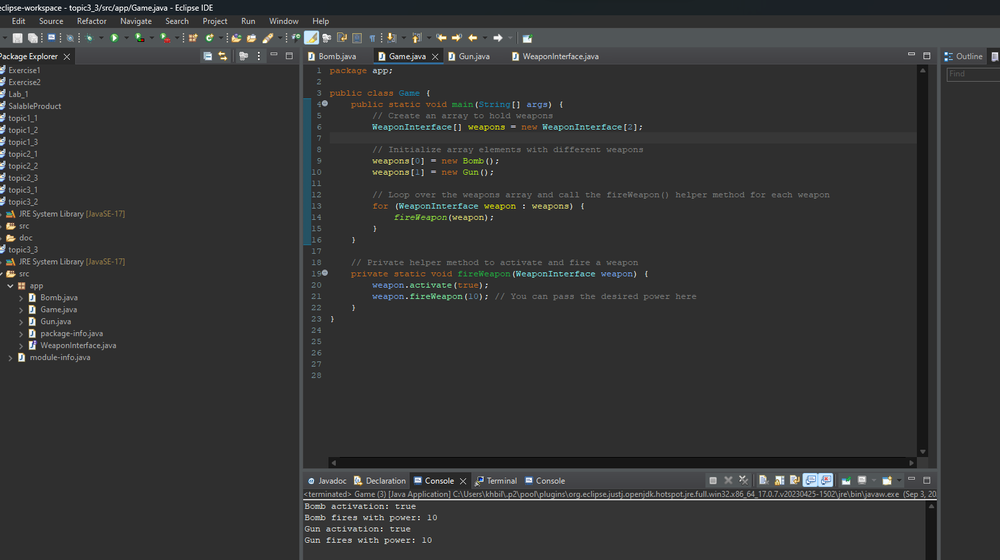 eclipse-workspace - topic3_3/src/app/Game.java - Eclipse IDE
Edit Source Refactor Navigate Search Project Run Window Help
Package Explorer
Exercise1
Exercise2
Lab_1
SalableProduct
topic1_1
topic1_2
topic1_3
topic2_1
topic2_2
topic2_3
topic3_1
topic3_2
JRE System Library [JavaSE-17]
src
doc
topic3_3
JRE System Library [JavaSE-17]
src
app
Bomb.java
Game.java
Gun.java
package-info.java
WeaponInterface.java
module-info.java
Bomb.java Game.java Gun.java WeaponInterface.java
1 package app;
2
3 public class Game {
4 public static void main(String[] args) {
5 // Create an array to hold weapons
6 WeaponInterface[] weapons = new WeaponInterface[2];
7
8 // Initialize array elements with different weapons
9 weapons[0] = new Bomb();
10 weapons[1] = new Gun();
11
12 // Loop over the weapons array and call the fireWeapon() helper method for each weapon
13 for (WeaponInterface weapon : weapons) {
14 fireWeapon(weapon);
15 }
16 }
17
18 // Private helper method to activate and fire a weapon
19 private static void fireWeapon(WeaponInterface weapon) {
20 weapon.activate(true);
21 weapon.fireWeapon(10); // You can pass the desired power here
22 }
23 }
24
25
26
27
28
Outline
Find
Javadoc Declaration Console Terminal Console
<terminated> Game (3) [Java Application] C:\Users\khbil\.p2\pool\plugins\org.eclipse.justj.openjdk.hotspot.jre.full.win32.x86_64_17.0.7.v20230425-1502\jre\bin\javaw.exe (Sep 3, 20
Bomb activation: true
Bomb fires with power: 10
Gun activation: true
Gun fires with power: 10